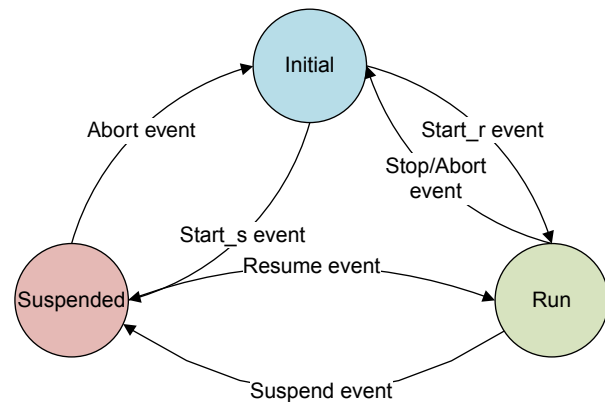 Initial
Abort event
Start_r event
Stop/Abort
event
Start_s event
Resume event
Suspended
Run
Suspend event